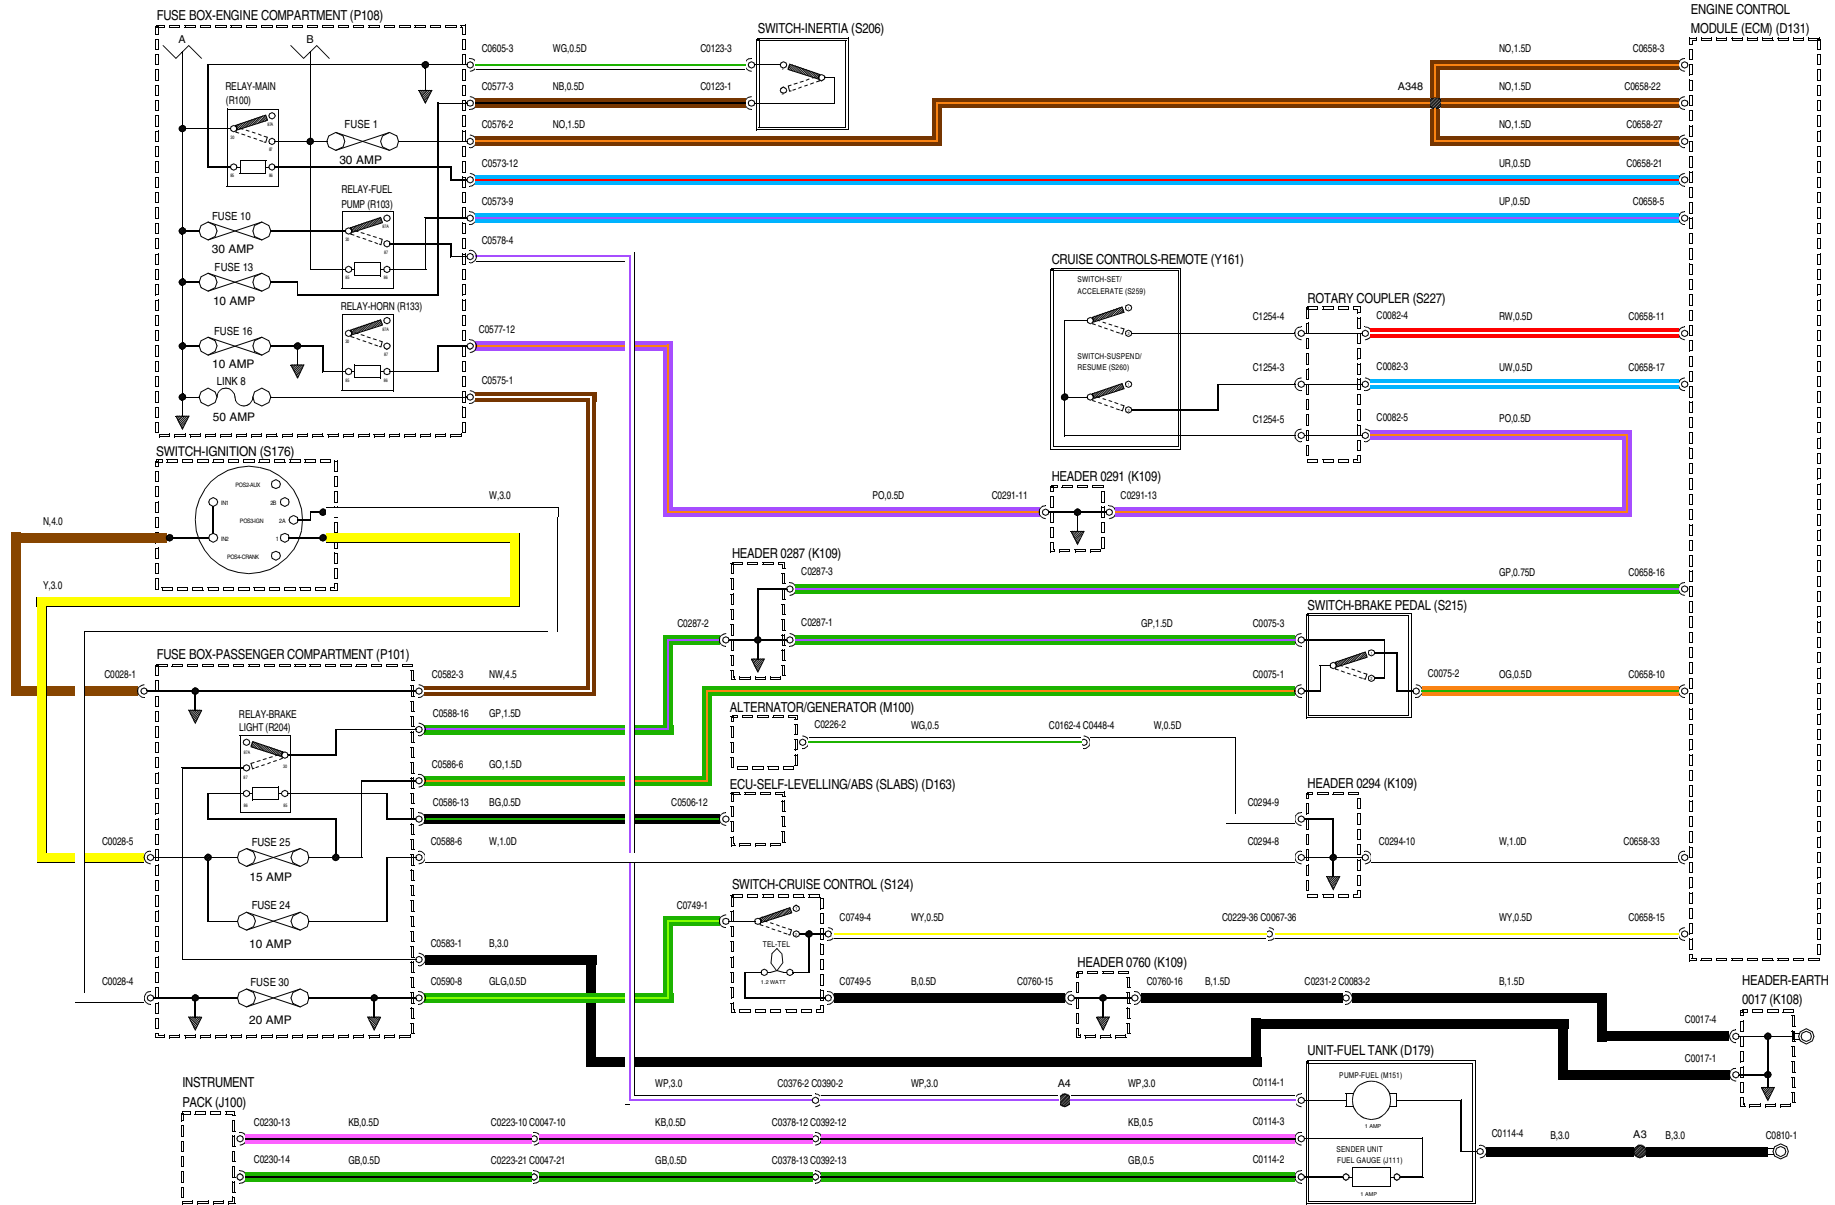 FUSE BOX-ENGINE COMPARTMENT (P108)
A
B
RELAY-MAIN
(R100)
FUSE 1
30 AMP
RELAY-FUEL
PUMP (R103)
FUSE 10
30 AMP
FUSE 13
10 AMP
RELAY-HORN (R133)
FUSE 16
10 AMP
LINK 8
50 AMP
C0605-3 WG,0.5D C0123-3
C0577-3 NB,0.5D C0123-1
C0576-2 NO,1.5D
C0573-12
C0573-9
C0578-4
C0577-12
C0575-1
SWITCH-INERTIA (S206)
ENGINE CONTROL
MODULE (ECM) (D131)
A348
NO,1.5D C0658-3
NO,1.5D C0658-22
NO,1.5D C0658-27
UR,0.5D C0658-21
UP,0.5D C0658-5
CRUISE CONTROLS-REMOTE (Y161)
SWITCH-SET/
ACCELERATE (S259)
SWITCH-SUSPEND/
RESUME (S260)
ROTARY COUPLER (S227)
C1254-4 C0082-4 RW,0.5D C0658-11
C1254-3 C0082-3 UW,0.5D C0658-17
C1254-5 C0082-5 PO,0.5D
HEADER 0291 (K109)
PO,0.5D C0291-11 C0291-13
SWITCH-IGNITION (S176)
POS2-AUX
IN1
2B
POS3-IGN
2A
IN2
1
POS4-CRANK
W,3.0
N,4.0
Y,3.0
HEADER 0287 (K109)
C0287-3 GP,0.75D C0658-16
C0287-2 C0287-1 GP,1.5D C0075-3
SWITCH-BRAKE PEDAL (S215)
C0075-1 C0075-2 OG,0.5D C0658-10
FUSE BOX-PASSENGER COMPARTMENT (P101)
C0028-1 C0582-3 NW,4.5
RELAY-BRAKE
LIGHT (R204)
C0588-16 GP,1.5D
C0586-6 GO,1.5D
C0586-13 BG,0.5D C0506-12
C0028-5 C0588-6 W,1.0D
FUSE 25
15 AMP
FUSE 24
10 AMP
C0583-1 B,3.0
C0028-4 C0590-8 GLG,0.5D
FUSE 30
20 AMP
ALTERNATOR/GENERATOR (M100)
C0226-2 WG,0.5 C0162-4 C0448-4 W,0.5D
ECU-SELF-LEVELLING/ABS (SLABS) (D163)
HEADER 0294 (K109)
C0294-9
C0294-8 C0294-10 W,1.0D C0658-33
SWITCH-CRUISE CONTROL (S124)
C0749-1
TEL-TEL
1.2 WATT
C0749-4 WY,0.5D C0229-36 C0067-36 WY,0.5D C0658-15
HEADER 0760 (K109)
C0749-5 B,0.5D C0760-15 C0760-16 B,1.5D C0231-2 C0083-2 B,1.5D
HEADER-EARTH
0017 (K108)
C0017-4
C0017-1
UNIT-FUEL TANK (D179)
PUMP-FUEL (M151)
1 AMP
SENDER UNIT
FUEL GAUGE (J111)
1 AMP
INSTRUMENT
PACK (J100)
WP,3.0 C0376-2 C0390-2 WP,3.0 A4 WP,3.0 C0114-1
C0230-13 KB,0.5D C0223-10 C0047-10 KB,0.5D C0378-12 C0392-12 KB,0.5 C0114-3
C0230-14 GB,0.5D C0223-21 C0047-21 GB,0.5D C0378-13 C0392-13 GB,0.5 C0114-2
C0114-4 B,3.0 A3 B,3.0 C0810-1